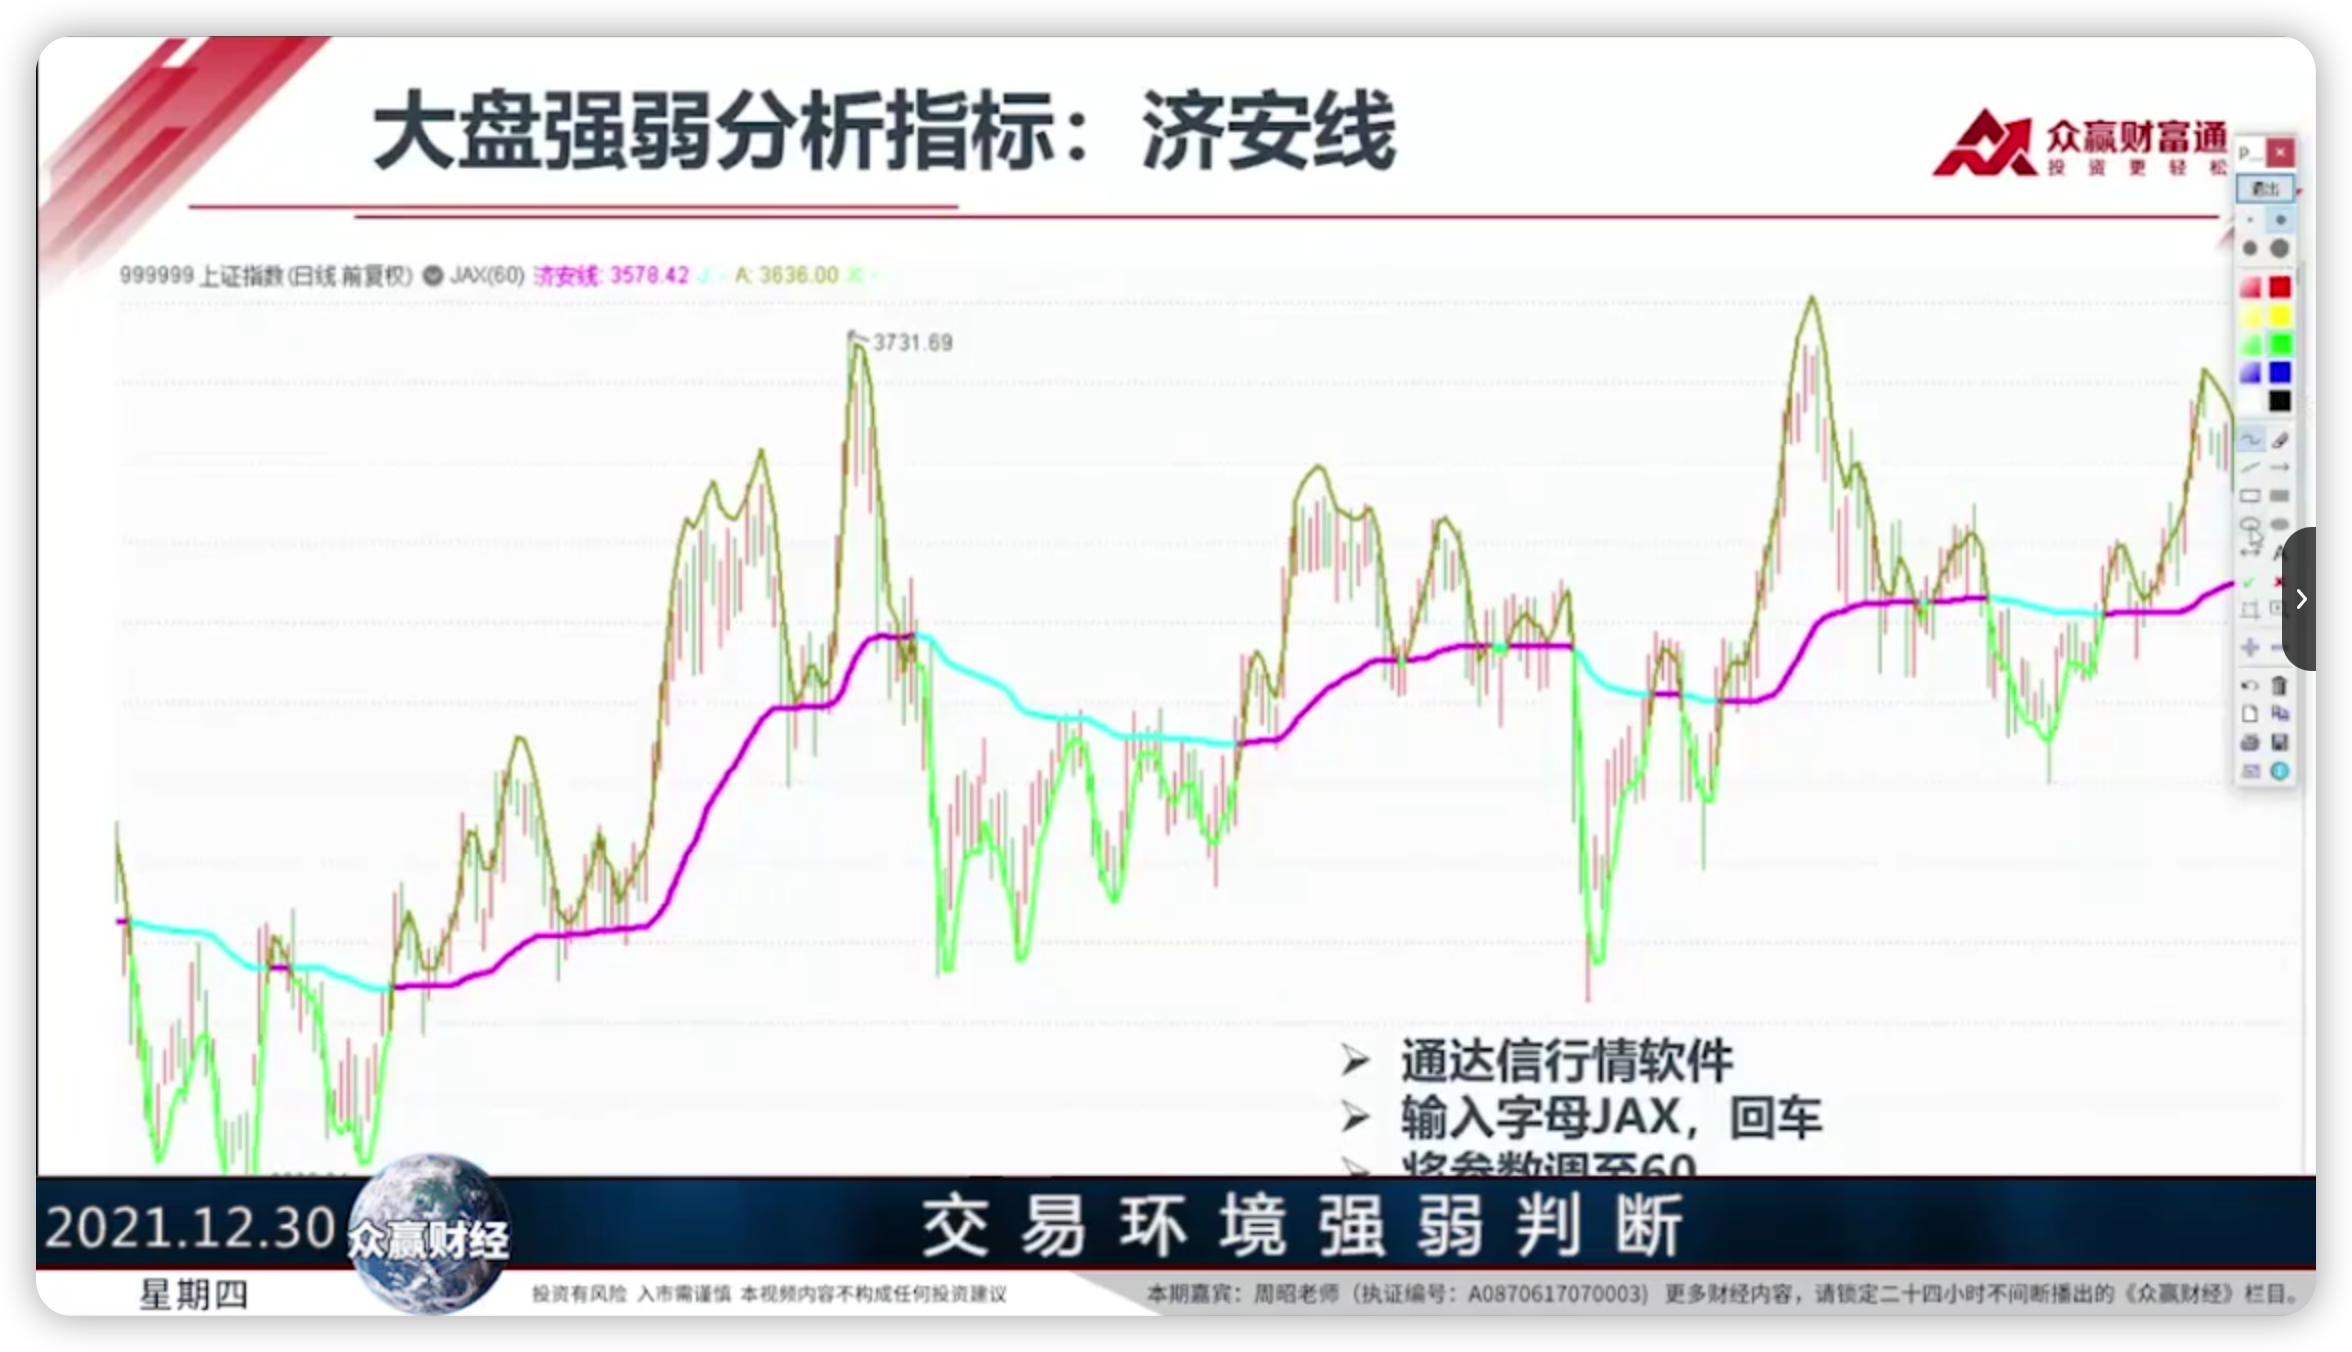 大盘强弱分析指标：济安线
众赢财富通
投资更轻松
P...
退出
999999 上证指数(日线 前复权) JAX(60) 济安线: 3578.42 J: - A: 3636.00 X: -
3731.69
通达信行情软件
输入字母JAX，回车
将参数调至60
2021.12.30
众赢财经
交易环境强弱判断
星期四
投资有风险 入市需谨慎 本视频内容不构成任何投资建议
本期嘉宾：周昭老师（执证编号：A0870617070003） 更多财经内容，请锁定二十四小时不间断播出的《众赢财经》栏目。